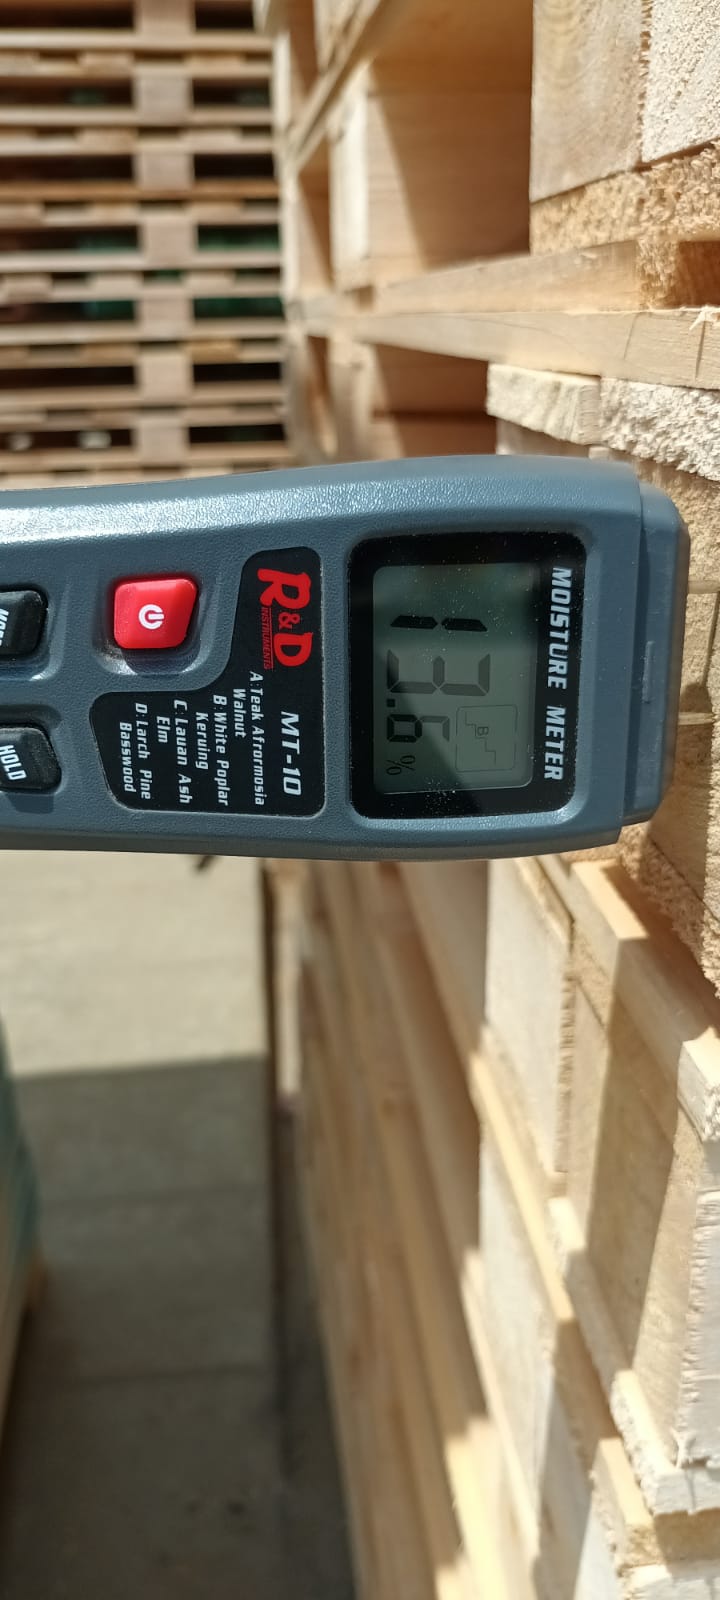 MOISTURE METER
B
13.6%
R&D
INSTRUMENTS
MT-10
A:Teak Afrormosia
Walnut
B:White Poplar
Keruing
C:Lauan Ash
Elm
D:Larch Pine
Basswood
HOLD